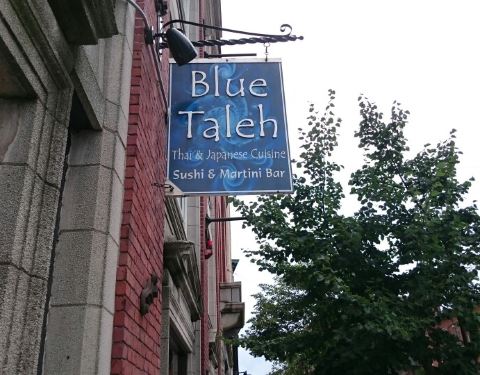 Blue
Taleh
Thai & Japanese Cuisine
Sushi & Martini Bar